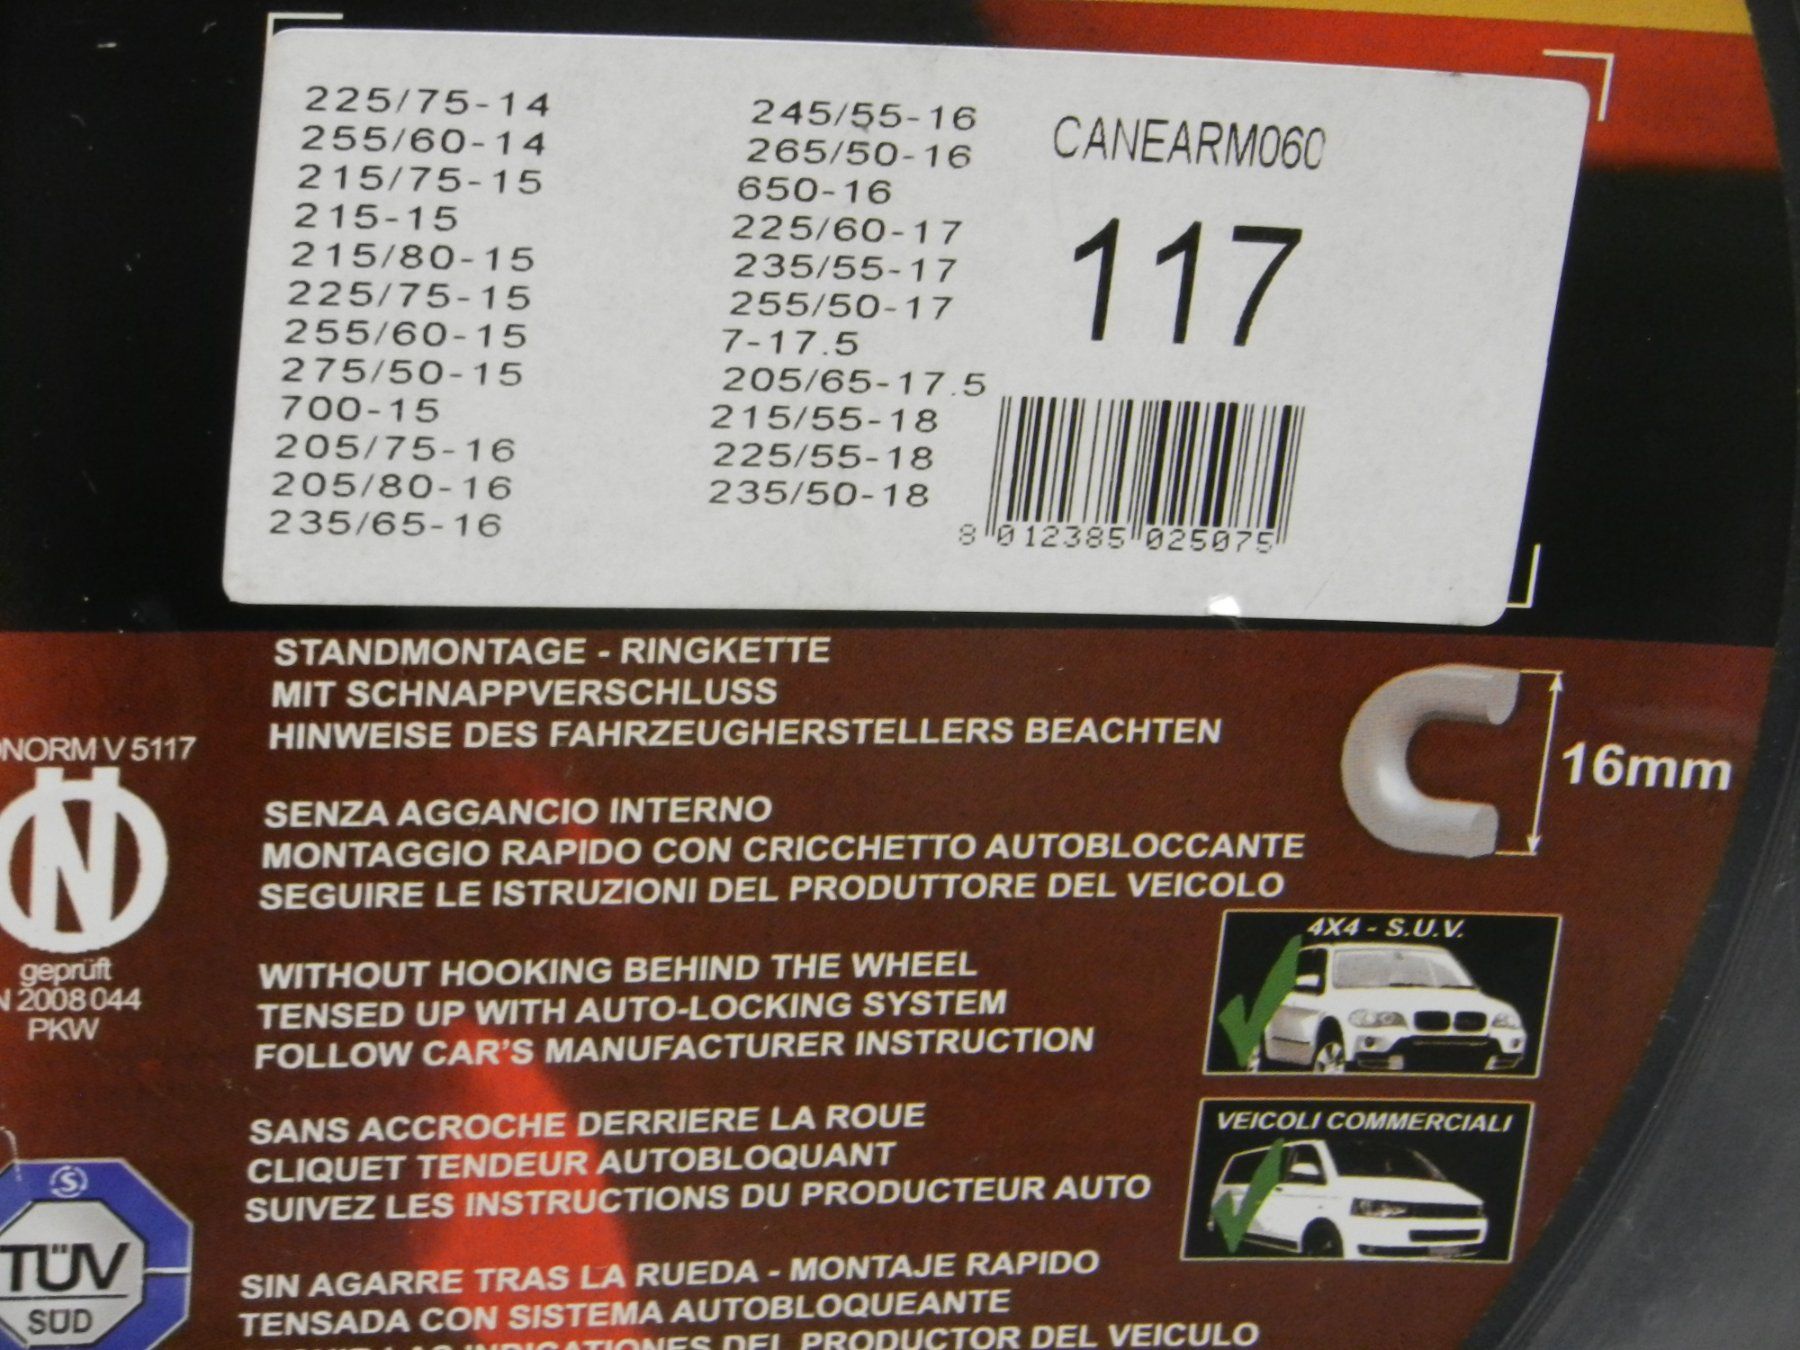 225/75-14
255/60-14
215/75-15
215-15
215/80-15
225/75-15
255/60-15
275/50-15
700-15
205/75-16
205/80-16
235/65-16
245/55-16
265/50-16
650-16
225/60-17
235/55-17
255/50-17
7-17.5
205/65-17.5
215/55-18
225/55-18
235/50-18
CANEARM060
117
8 012385 025075
STANDMONTAGE - RINGKETTE
MIT SCHNAPPVERSCHLUSS
HINWEISE DES FAHRZEUGHERSTELLERS BEACHTEN
SENZA AGGANCIO INTERNO
MONTAGGIO RAPIDO CON CRICCHETTO AUTOBLOCCANTE
SEGUIRE LE ISTRUZIONI DEL PRODUTTORE DEL VEICOLO
WITHOUT HOOKING BEHIND THE WHEEL
TENSED UP WITH AUTO-LOCKING SYSTEM
FOLLOW CAR'S MANUFACTURER INSTRUCTION
SANS ACCROCHE DERRIERE LA ROUE
CLIQUET TENDEUR AUTOBLOQUANT
SUIVEZ LES INSTRUCTIONS DU PRODUCTEUR AUTO
SIN AGARRE TRAS LA RUEDA - MONTAJE RAPIDO
TENSADA CON SISTEMA AUTOBLOQUEANTE
LAS INDICATIONES DEL PRODUCTOR DEL VEICULO
16mm
4X4 - S.U.V.
VEICOLI COMMERCIALI
ÖNORM V 5117
geprüft
N 2008 044
PKW
TÜV
SÜD